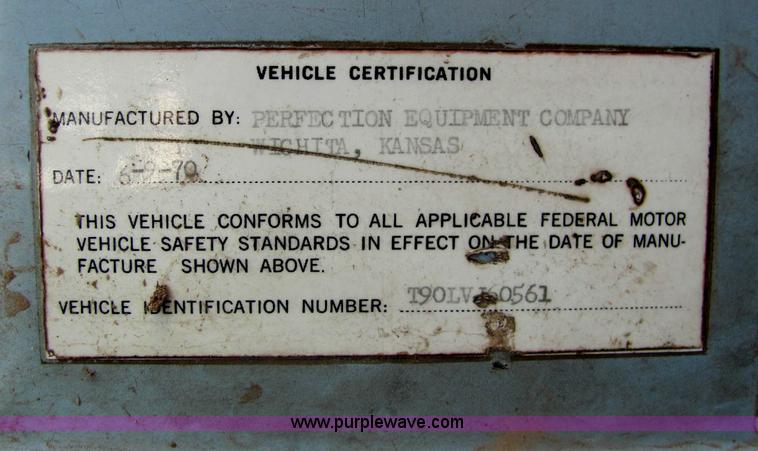 VEHICLE CERTIFICATION
MANUFACTURED BY: PERFECTION EQUIPMENT COMPANY
WICHITA, KANSAS
DATE: 6-9-70
THIS VEHICLE CONFORMS TO ALL APPLICABLE FEDERAL MOTOR
VEHICLE SAFETY STANDARDS IN EFFECT ON THE DATE OF MANU-
FACTURE SHOWN ABOVE.
VEHICLE IDENTIFICATION NUMBER:
www.purplewave.com